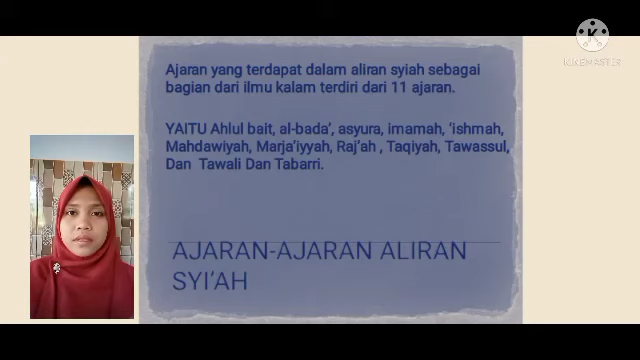 Ajaran yang terdapat dalam aliran syiah sebagai
bagian dari ilmu kalam terdiri dari 11 ajaran.
YAITU Ahlul bait, al-bada’, asyura, imamah, ‘ishmah,
Mahdawiyah, Marja’iyyah, Raj’ah , Taqiyah, Tawassul,
Dan Tawali Dan Tabarri.
AJARAN-AJARAN ALIRAN
SYI’AH
K
KINEMASTER